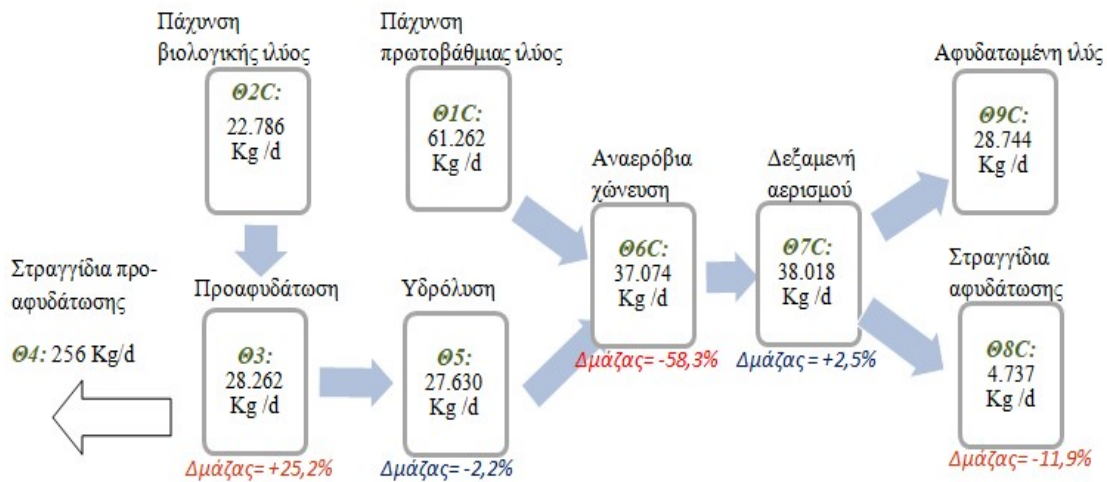 Πάχυνση
βιολογικής ιλύος
Θ2C:
22.786
Kg /d
Πάχυνση
πρωτοβάθμιας ιλύος
Θ1C:
61.262
Kg /d
Αφυδατωμένη ιλύς
Θ9C:
28.744
Kg /d
Αναερόβια
χώνευση
Θ6C:
37.074
Kg /d
Δμάζας= -58,3%
Δεξαμενή
αερισμού
Θ7C:
38.018
Kg /d
Δμάζας= +2,5%
Στραγγίδια προ-
αφυδάτωσης
Θ4: 256 Kg/d
Προαφυδάτωση
Θ3:
28.262
Kg /d
Δμάζας= +25,2%
Υδρόλυση
Θ5:
27.630
Kg /d
Δμάζας= -2,2%
Στραγγίδια
αφυδάτωσης
Θ8C:
4.737
Kg /d
Δμάζας= -11,9%